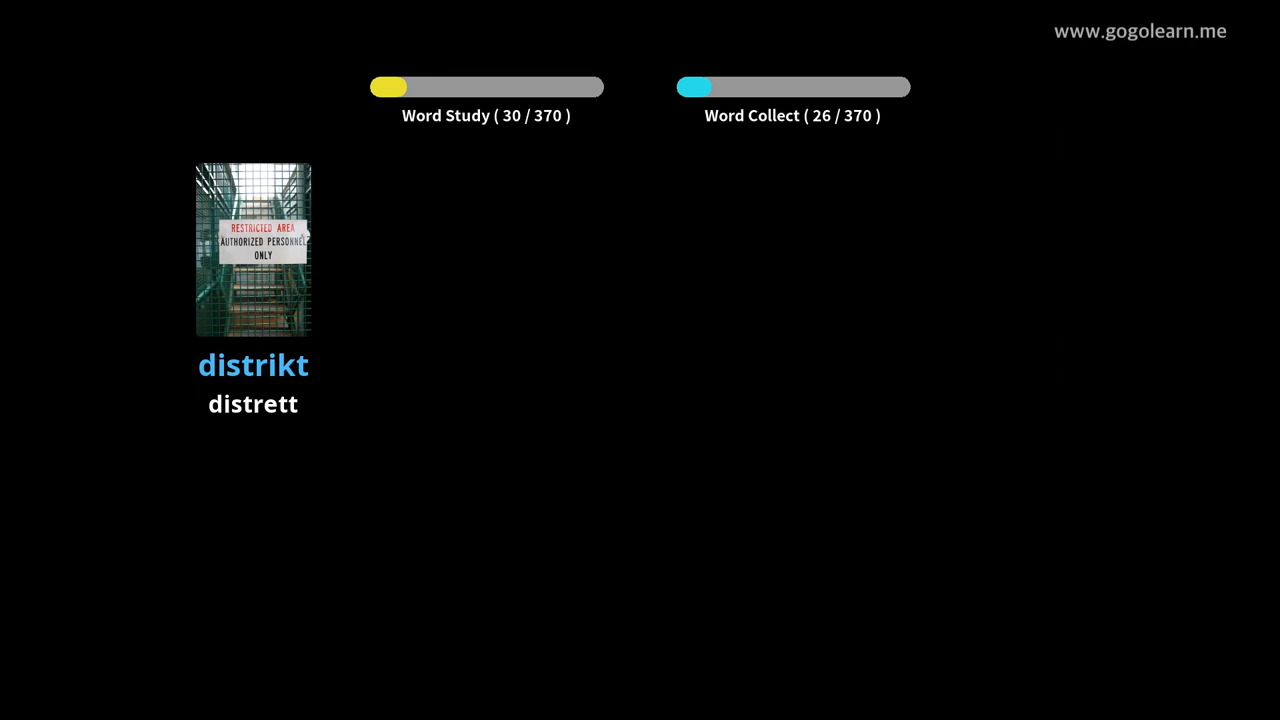 www.gogolearn.me
Word Study ( 30 / 370 )
Word Collect ( 26 / 370 )
RESTRICTED AREA
AUTHORIZED PERSONNEL
ONLY
distrikt
distrett